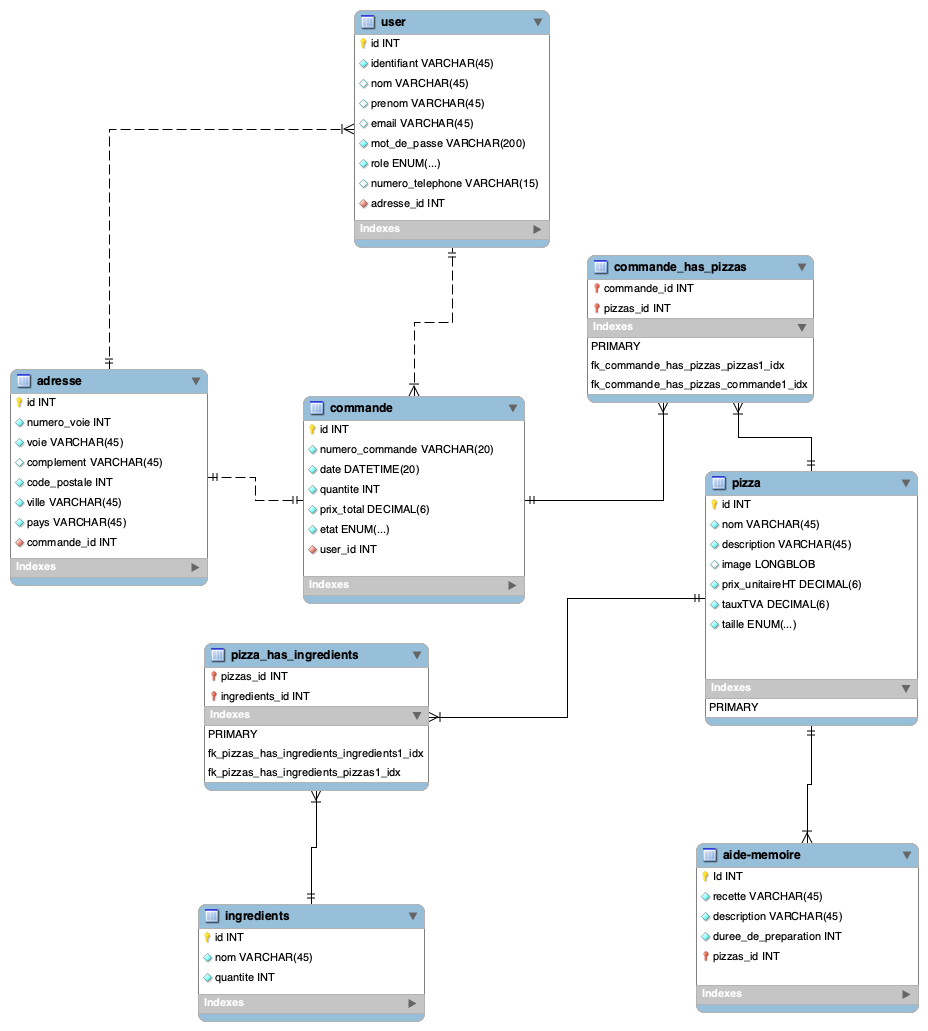 user
id INT
identifiant VARCHAR(45)
nom VARCHAR(45)
prenom VARCHAR(45)
email VARCHAR(45)
mot_de_passe VARCHAR(200)
role ENUM(...)
numero_telephone VARCHAR(15)
adresse_id INT
Indexes
commande_has_pizzas
commande_id INT
pizzas_id INT
Indexes
PRIMARY
fk_commande_has_pizzas_pizzas1_idx
fk_commande_has_pizzas_commande1_idx
adresse
id INT
numero_voie INT
voie VARCHAR(45)
complement VARCHAR(45)
code_postale INT
ville VARCHAR(45)
pays VARCHAR(45)
commande_id INT
Indexes
commande
id INT
numero_commande VARCHAR(20)
date DATETIME(20)
quantite INT
prix_total DECIMAL(6)
etat ENUM(...)
user_id INT
Indexes
pizza
id INT
nom VARCHAR(45)
description VARCHAR(45)
image LONGBLOB
prix_unitaireHT DECIMAL(6)
tauxTVA DECIMAL(6)
taille ENUM(...)
Indexes
PRIMARY
pizza_has_ingredients
pizzas_id INT
ingredients_id INT
Indexes
PRIMARY
fk_pizzas_has_ingredients_ingredients1_idx
fk_pizzas_has_ingredients_pizzas1_idx
aide-memoire
Id INT
recette VARCHAR(45)
description VARCHAR(45)
duree_de_preparation INT
pizzas_id INT
Indexes
ingredients
id INT
nom VARCHAR(45)
quantite INT
Indexes